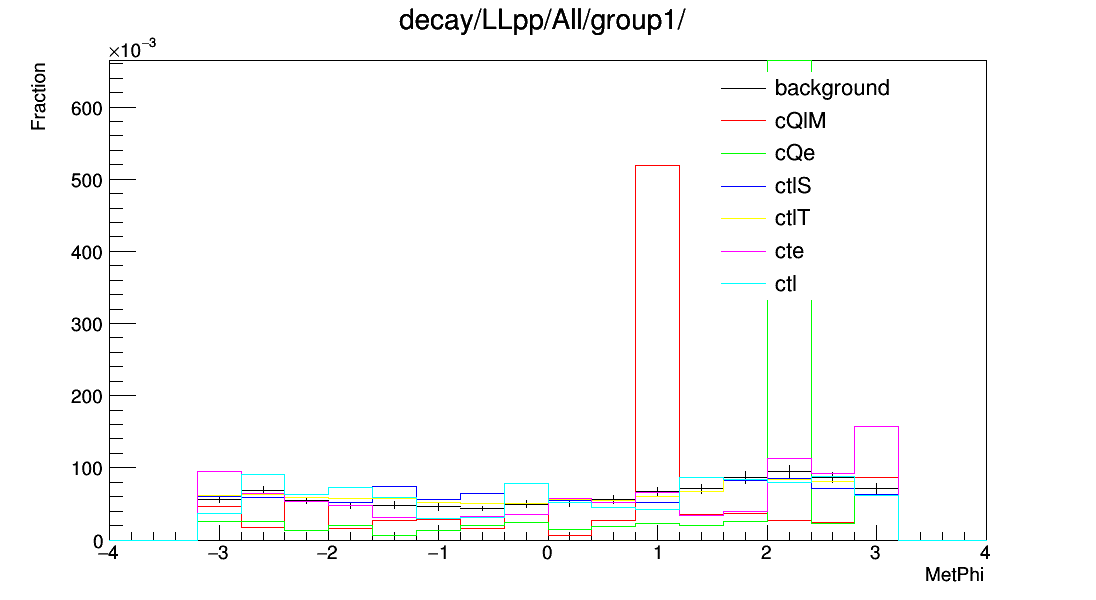 decay/LLpp/All/group1/
×10⁻³
Fraction
600
500
400
300
200
100
0
background
cQlM
cQe
ctlS
ctlT
cte
ctl
−4 −3 −2 −1 0 1 2 3 4
MetPhi